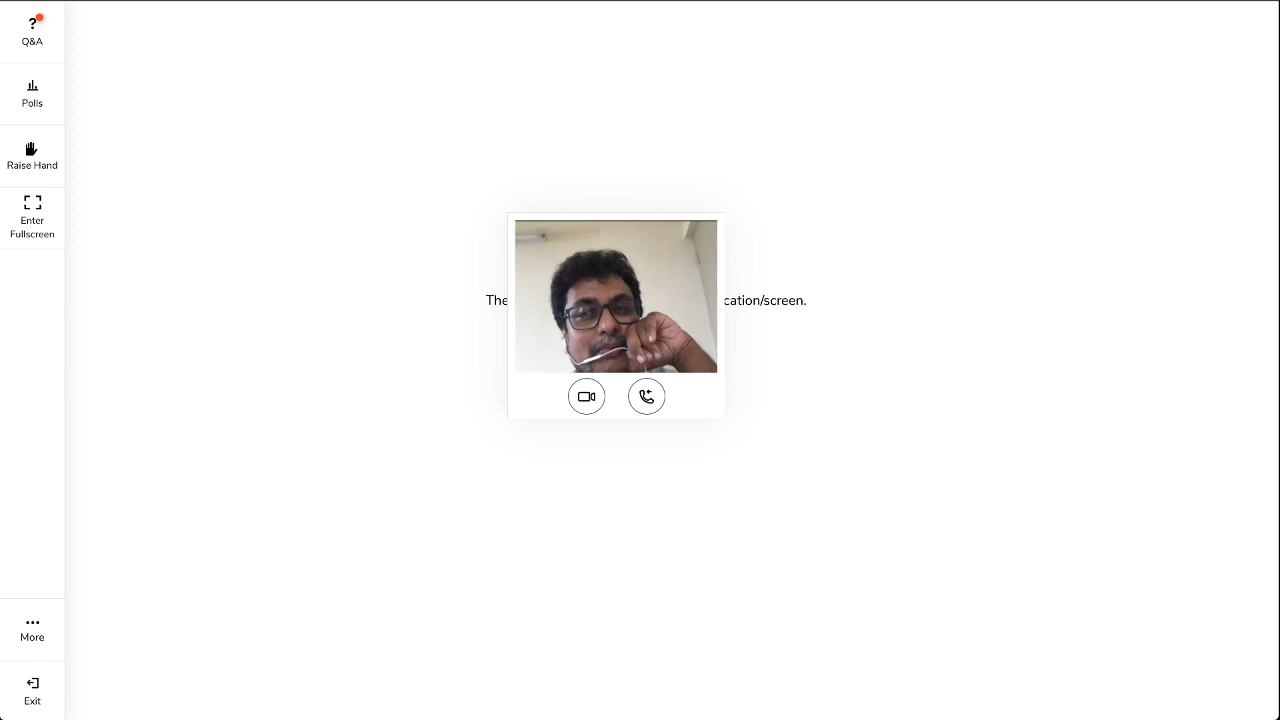 ?
Q&A
Polls
Raise Hand
Enter
Fullscreen
The cation/screen.
More
Exit